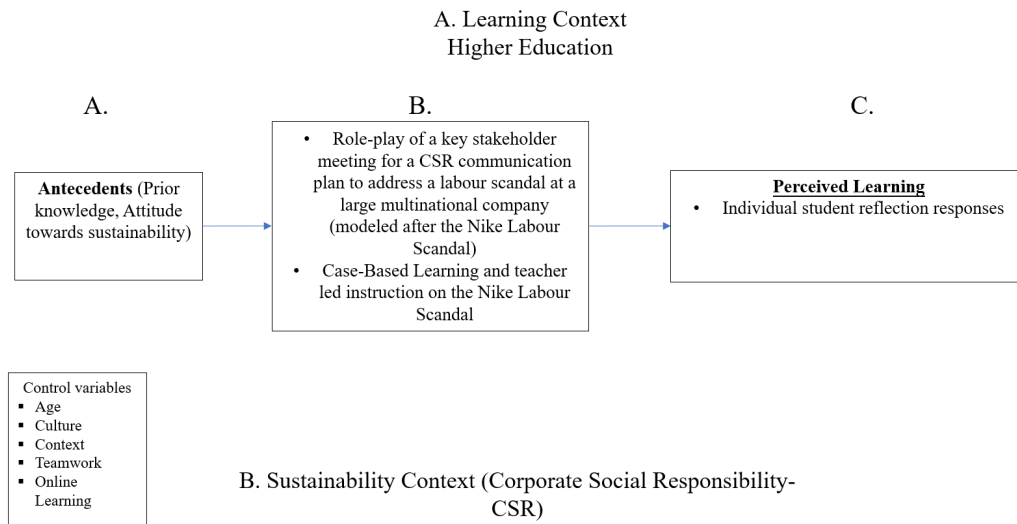 A. Learning Context
Higher Education
A.
B.
C.
Antecedents (Prior
knowledge, Attitude
towards sustainability)
• Role-play of a key stakeholder
meeting for a CSR communication
plan to address a labour scandal at a
large multinational company
(modeled after the Nike Labour
Scandal)
• Case-Based Learning and teacher
led instruction on the Nike Labour
Scandal
Perceived Learning
• Individual student reflection responses
Control variables
▪ Age
▪ Culture
▪ Context
▪ Teamwork
▪ Online
Learning
B. Sustainability Context (Corporate Social Responsibility-
CSR)